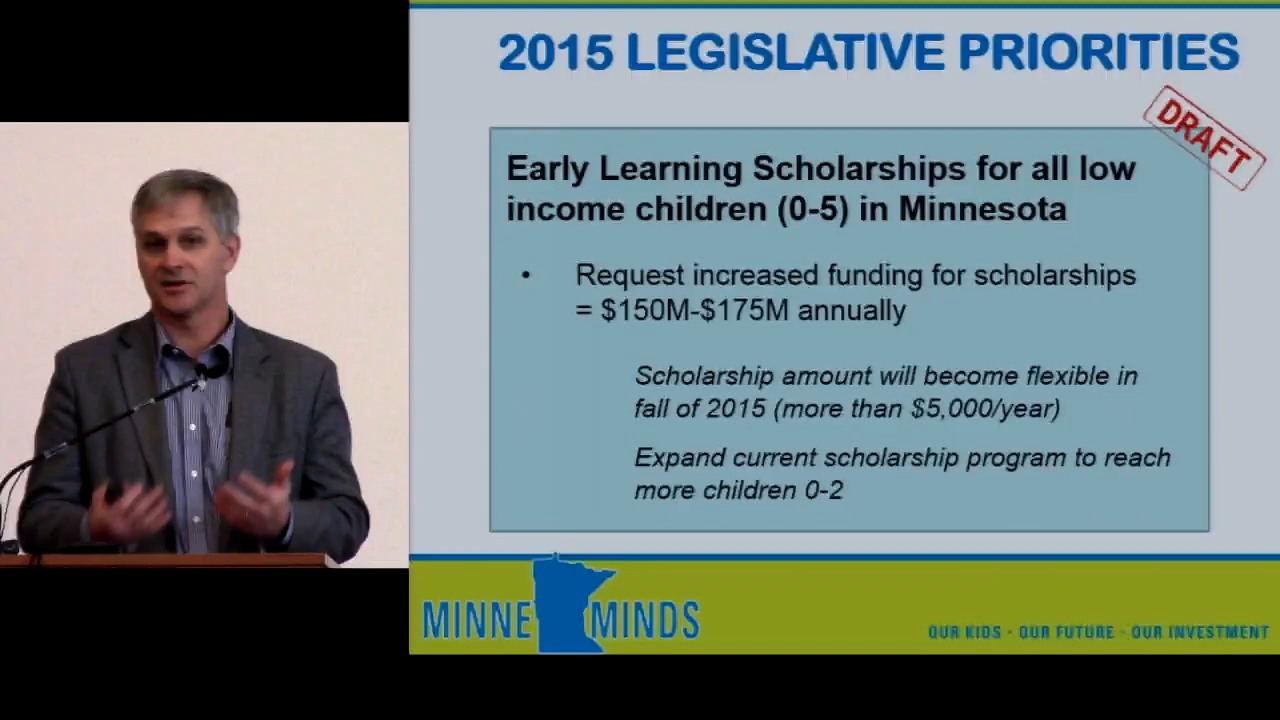 2015 LEGISLATIVE PRIORITIES
DRAFT
Early Learning Scholarships for all low
income children (0-5) in Minnesota
• Request increased funding for scholarships
= $150M-$175M annually
Scholarship amount will become flexible in
fall of 2015 (more than $5,000/year)
Expand current scholarship program to reach
more children 0-2
MINNE MINDS
OUR KIDS · OUR FUTURE · OUR INVESTMENT